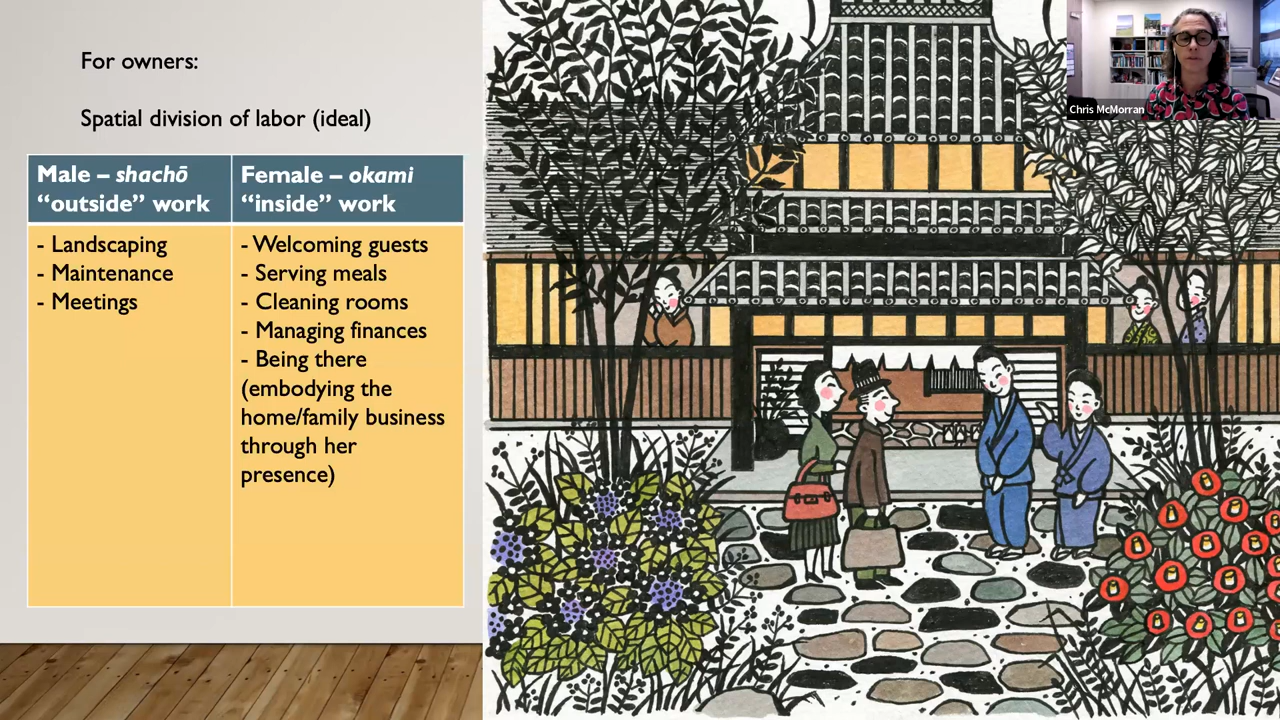 For owners:
Spatial division of labor (ideal)
Male – shachō
“outside” work
Female – okami
“inside” work
- Landscaping
- Maintenance
- Meetings
- Welcoming guests
- Serving meals
- Cleaning rooms
- Managing finances
- Being there
(embodying the
home/family business
through her
presence)
Chris McMorran